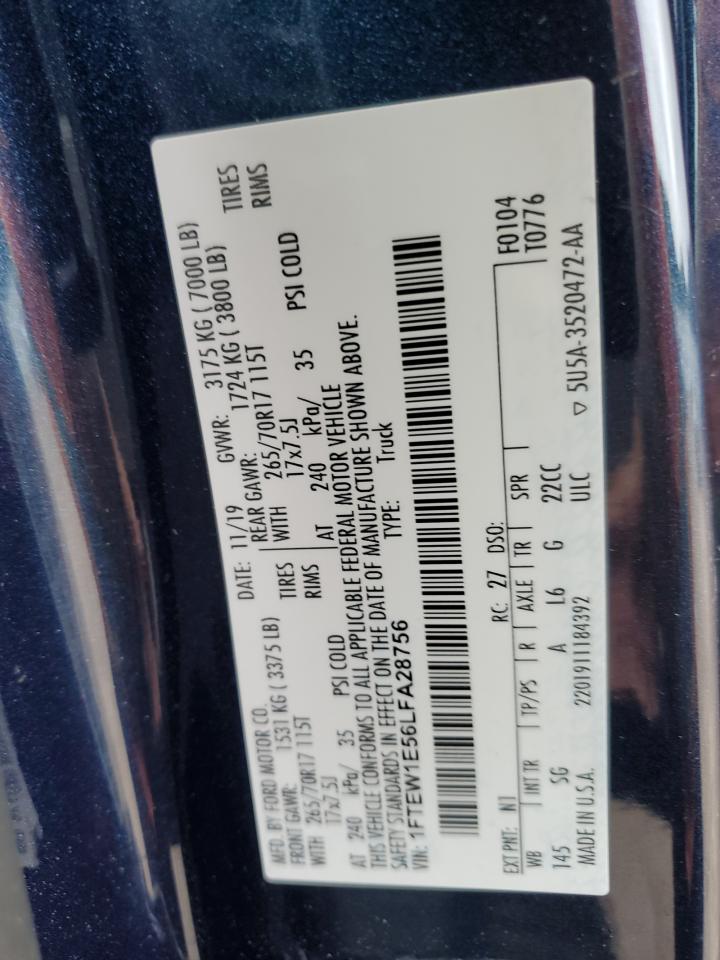 MFD. BY FORD MOTOR CO.
DATE: 11/19 GVWR: 3175 KG ( 7000 LB)
FRONT GAWR: 1531 KG ( 3375 LB) REAR GAWR: 1724 KG ( 3800 LB)
WITH 265/70R17 115T TIRES WITH 265/70R17 115T TIRES
17x7.5J RIMS 17x7.5J RIMS
AT 240 kPa/ 35 PSI COLD AT 240 kPa/ 35 PSI COLD
THIS VEHICLE CONFORMS TO ALL APPLICABLE FEDERAL MOTOR VEHICLE
SAFETY STANDARDS IN EFFECT ON THE DATE OF MANUFACTURE SHOWN ABOVE.
VIN: 1FTEW1E56LFA28756 TYPE: Truck
F0104
EXT PNT: N1 RC: 27 DSO: T0776
WB INT TR TP/PS R AXLE TR SPR
145 SG A L6 G 22CC
MADE IN U.S.A. 2201911184392 ULC ▽ 5U5A-3520472-AA